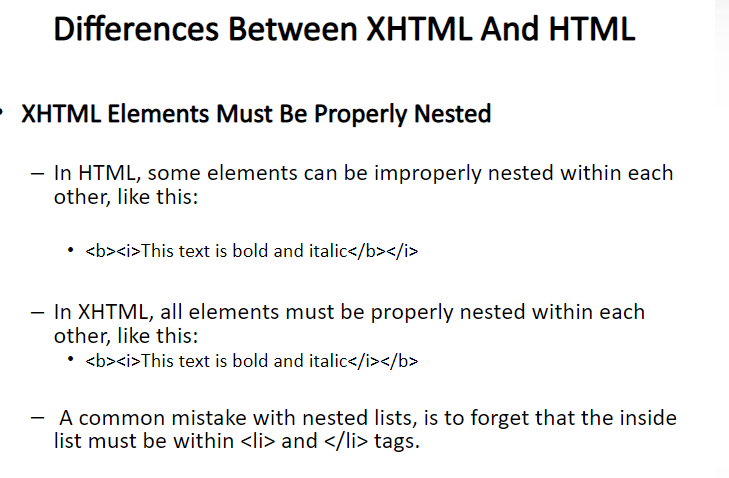 Differences Between XHTML And HTML
• XHTML Elements Must Be Properly Nested
– In HTML, some elements can be improperly nested within each
other, like this:
• <b><i>This text is bold and italic</b></i>
– In XHTML, all elements must be properly nested within each
other, like this:
• <b><i>This text is bold and italic</i></b>
– A common mistake with nested lists, is to forget that the inside
list must be within <li> and </li> tags.